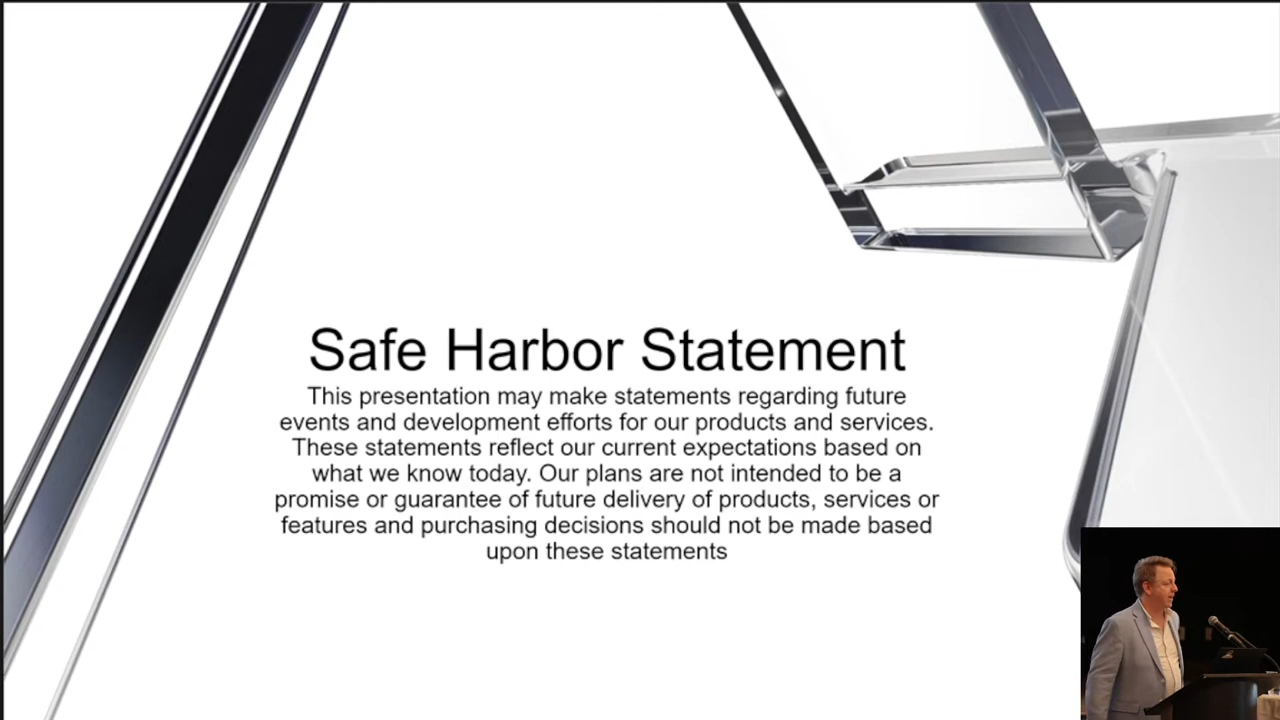 Safe Harbor Statement
This presentation may make statements regarding future
events and development efforts for our products and services.
These statements reflect our current expectations based on
what we know today. Our plans are not intended to be a
promise or guarantee of future delivery of products, services or
features and purchasing decisions should not be made based
upon these statements